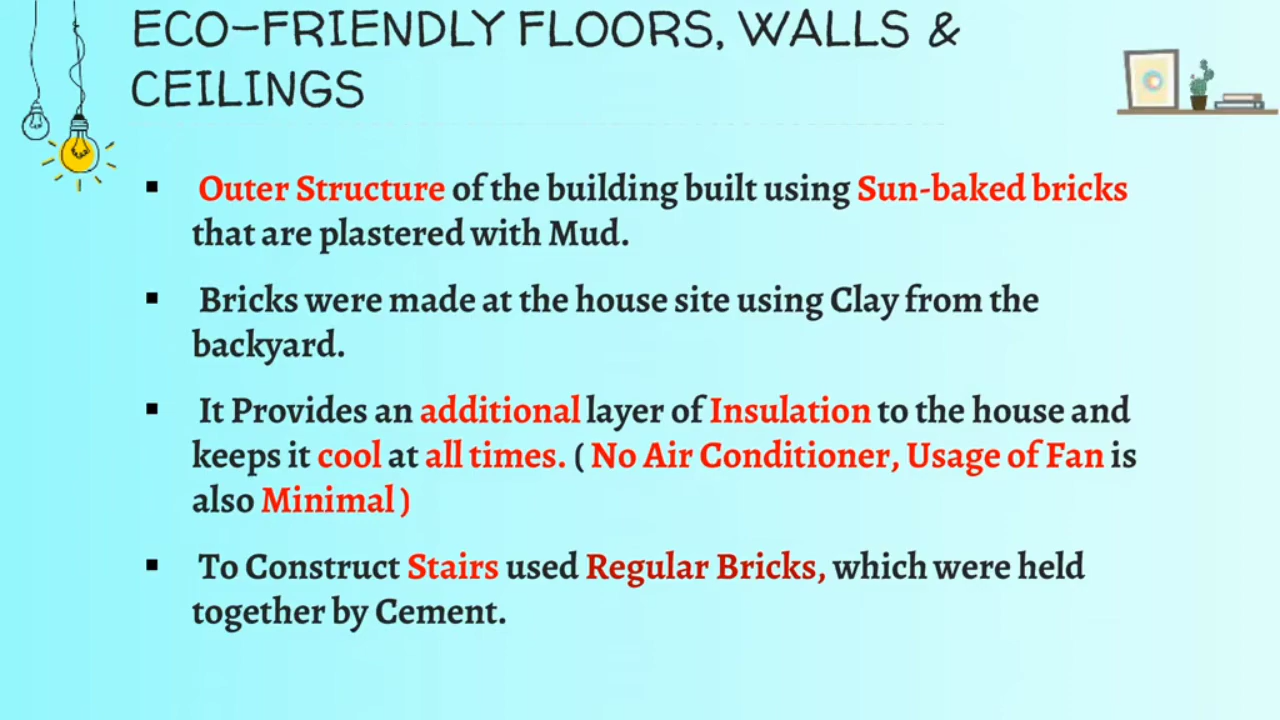 ECO-FRIENDLY FLOORS, WALLS &
CEILINGS
▪ Outer Structure of the building built using Sun-baked bricks
that are plastered with Mud.
▪ Bricks were made at the house site using Clay from the
backyard.
▪ It Provides an additional layer of Insulation to the house and
keeps it cool at all times. ( No Air Conditioner, Usage of Fan is
also Minimal )
▪ To Construct Stairs used Regular Bricks, which were held
together by Cement.